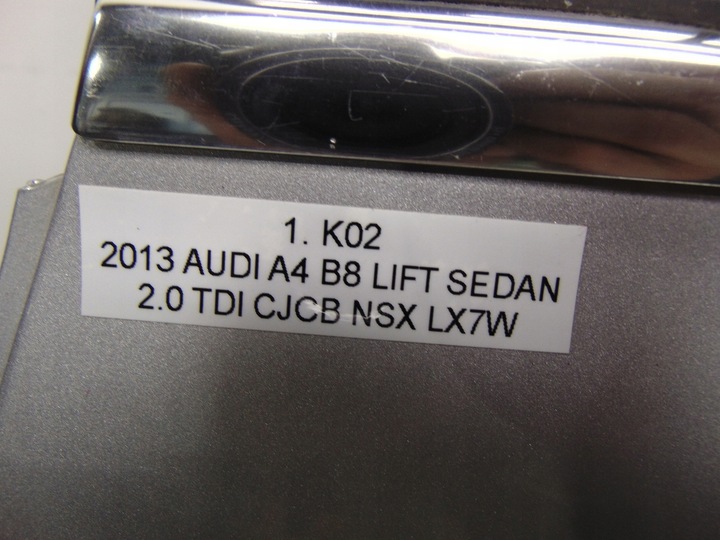 1. K02
2013 AUDI A4 B8 LIFT SEDAN
2.0 TDI CJCB NSX LX7W